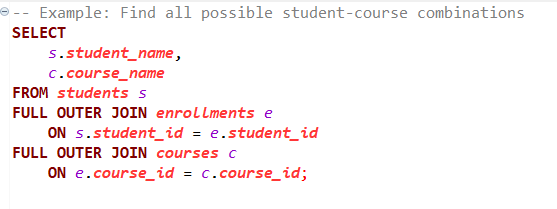 -- Example: Find all possible student-course combinations
SELECT
    s.student_name,
    c.course_name
FROM students s
FULL OUTER JOIN enrollments e
    ON s.student_id = e.student_id
FULL OUTER JOIN courses c
    ON e.course_id = c.course_id;